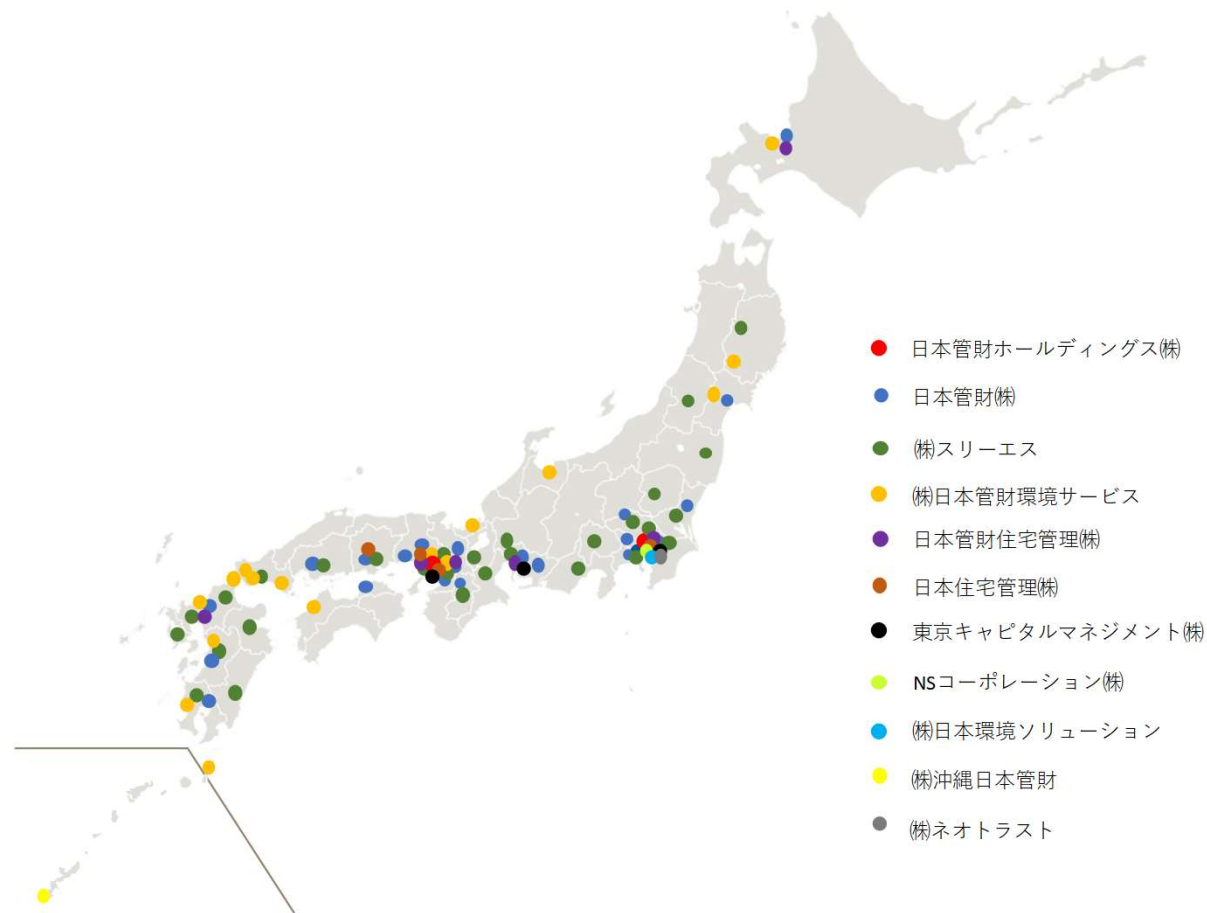 日本管財ホールディングス㈱
日本管財㈱
㈱スリーエス
㈱日本管財環境サービス
日本管財住宅管理㈱
日本住宅管理㈱
東京キャピタルマネジメント㈱
NSコーポレーション㈱
㈱日本環境ソリューション
㈱沖縄日本管財
㈱ネオトラスト